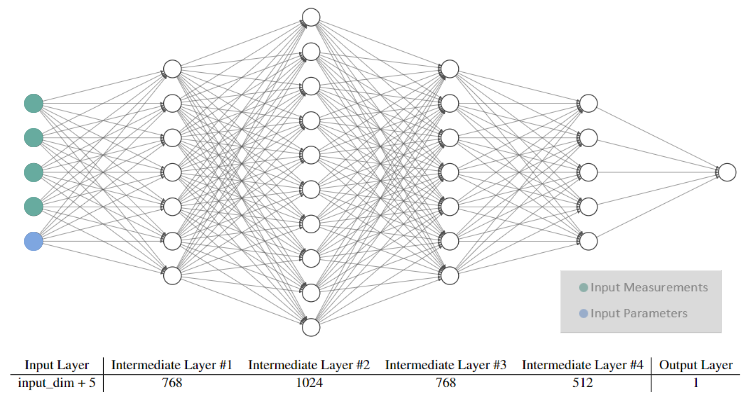 Input Measurements
Input Parameters
Input Layer Intermediate Layer #1 Intermediate Layer #2 Intermediate Layer #3 Intermediate Layer #4 Output Layer
input_dim + 5 768 1024 768 512 1